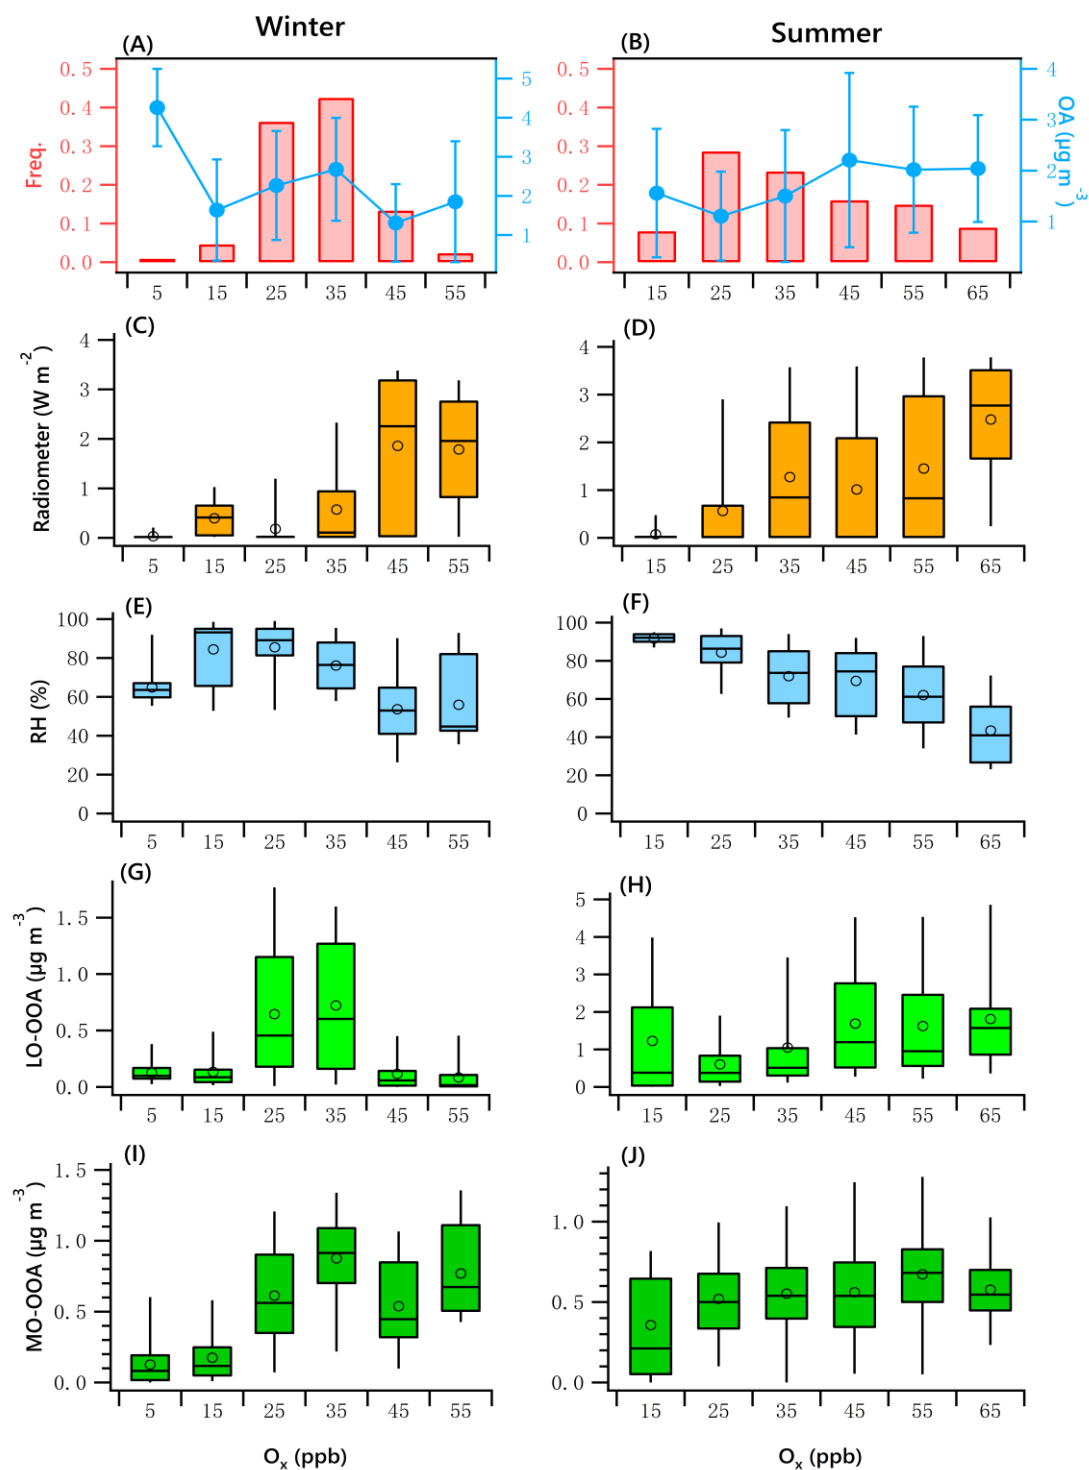 Winter
Summer
(A)
(B)
0.5
0.4
0.3
0.2
0.1
0.0
Freq.
5
4
3
2
1
5 15 25 35 45 55
0.5
0.4
0.3
0.2
0.1
0.0
4
3
2
1
OA (µg m⁻³)
15 25 35 45 55 65
(C)
(D)
Radiometer (W m⁻²)
4
3
2
1
0
5 15 25 35 45 55
4
3
2
1
0
15 25 35 45 55 65
(E)
(F)
RH (%)
100
80
60
40
20
0
5 15 25 35 45 55
100
80
60
40
20
0
15 25 35 45 55 65
(G)
(H)
LO-OOA (µg m⁻³)
1.5
1.0
0.5
0.0
5 15 25 35 45 55
5
4
3
2
1
0
15 25 35 45 55 65
(I)
(J)
MO-OOA (µg m⁻³)
1.5
1.0
0.5
0.0
5 15 25 35 45 55
1.0
0.5
0.0
15 25 35 45 55 65
Oₓ (ppb)
Oₓ (ppb)